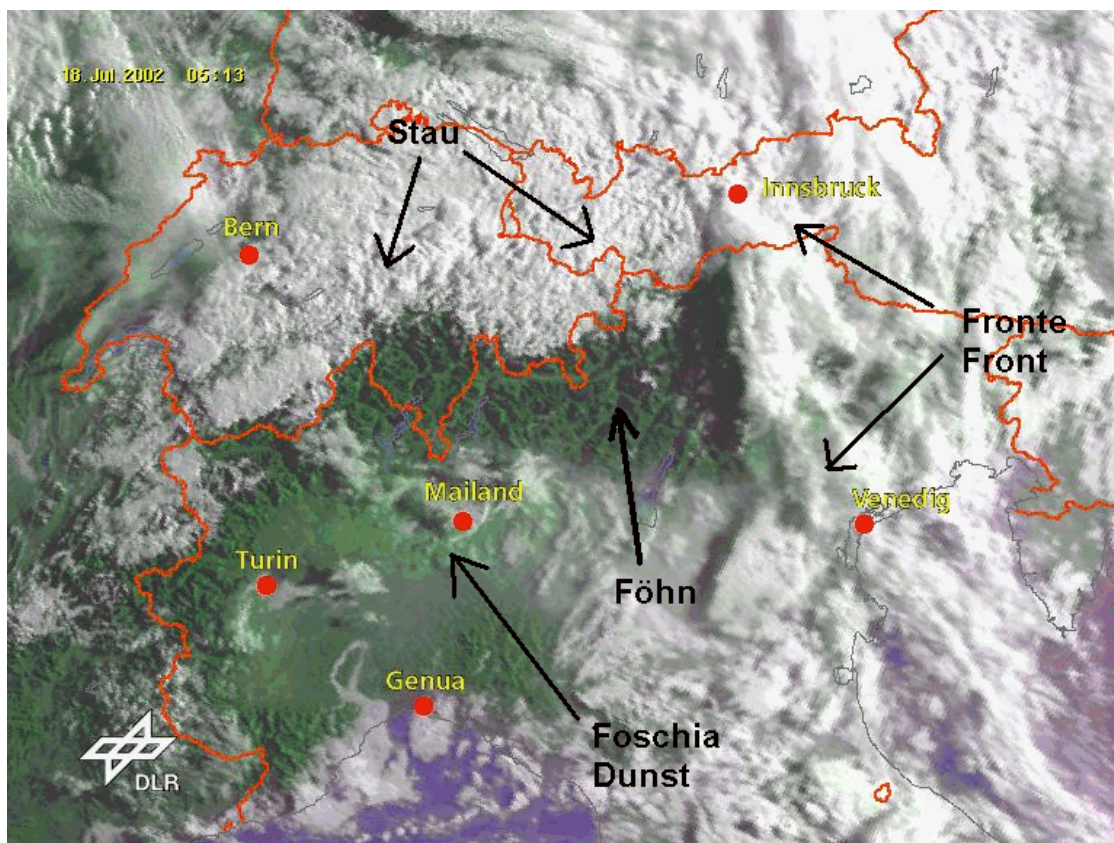 18.Jul.2002 05:13
Stau
Innsbruck
Bern
Fronte
Front
Mailand
Venedig
Turin
Föhn
Genua
Foschia
Dunst
DLR